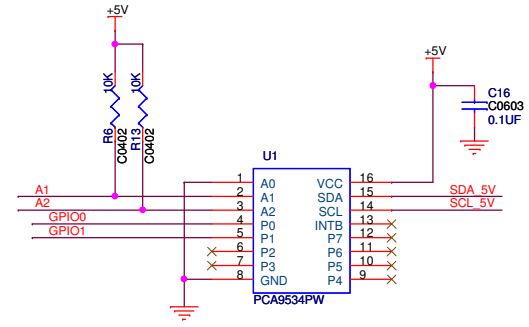 +5V
+5V
10K
10K
R6
C0402
R13
C0402
C16
C0603
0.1UF
U1
A1
A2
GPIO0
GPIO1
1 A0 VCC 16
2 A1 SDA 15 SDA_5V
3 A2 SCL 14 SCL_5V
4 P0 INTB 13
5 P1 P7 12
6 P2 P6 11
7 P3 P5 10
8 GND P4 9
PCA9534PW